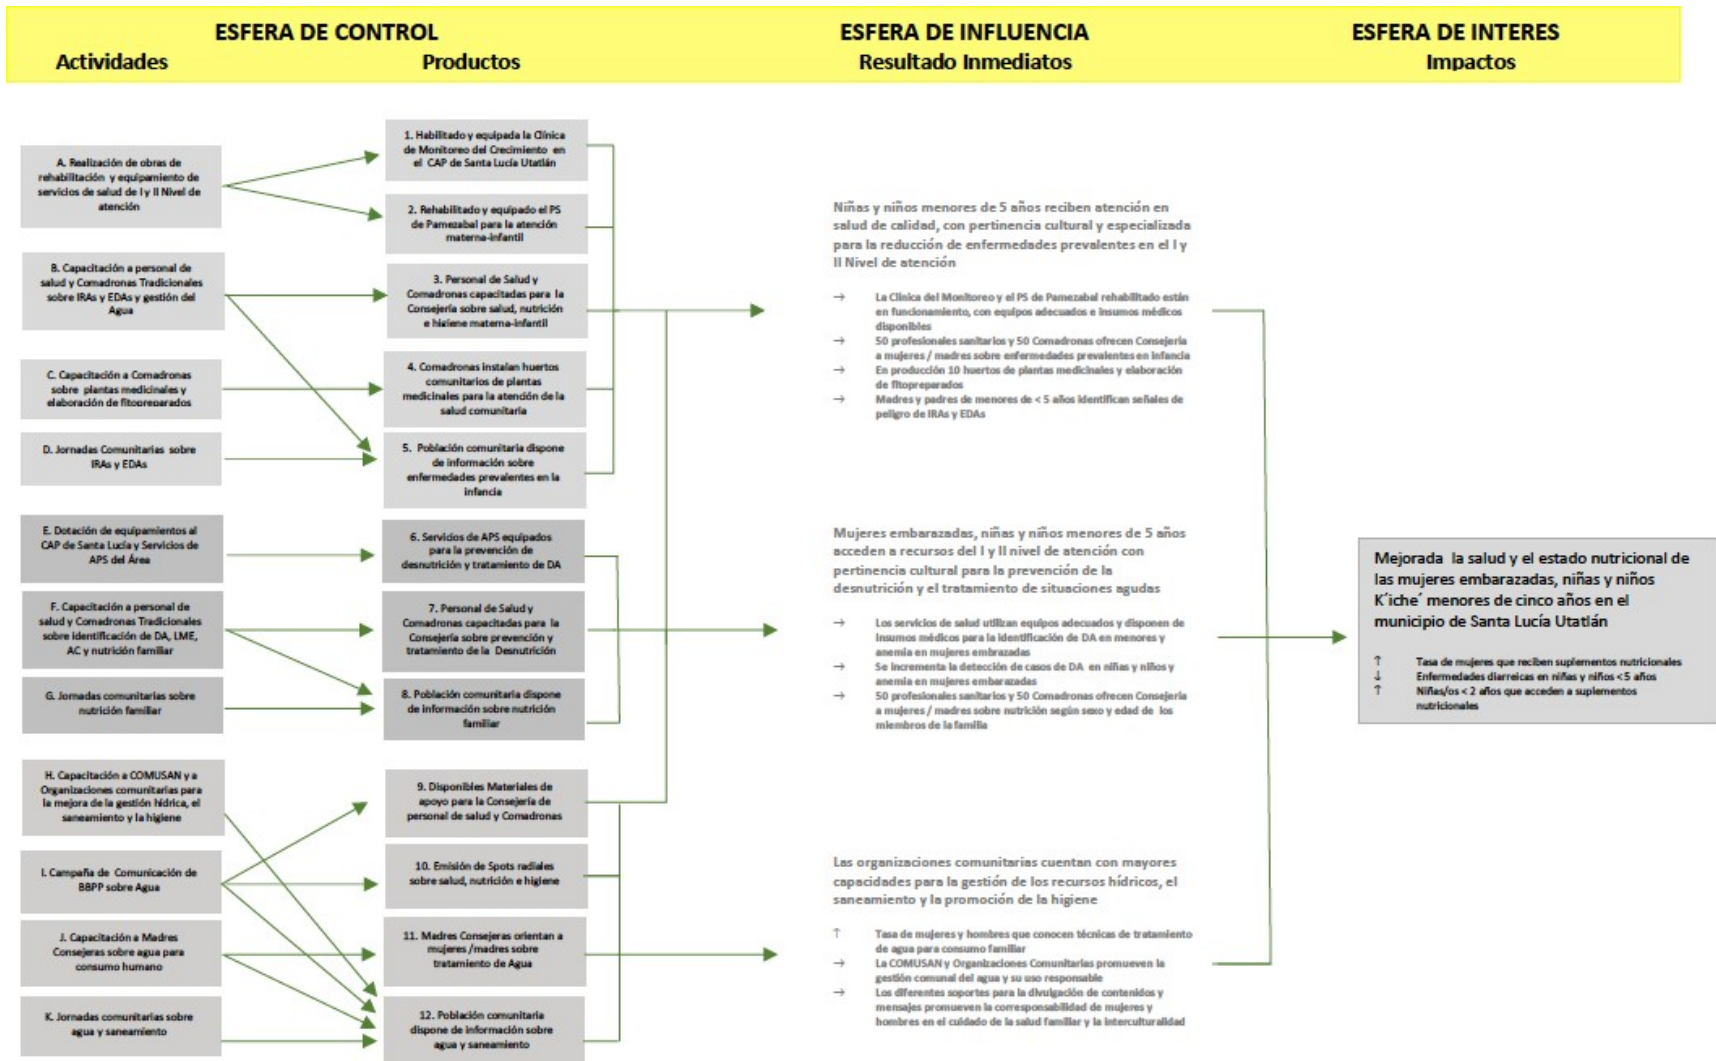 ESFERA DE CONTROL
Actividades
Productos
ESFERA DE INFLUENCIA
Resultado Inmediatos
ESFERA DE INTERES
Impactos
A. Realización de obras de
rehabilitación y equipamiento de
servicios de salud de I y II Nivel de
atención
B. Capacitación a personal de
salud y Comadronas Tradicionales
sobre IRAs y EDAs y gestión del
Agua
C. Capacitación a Comadronas
sobre plantas medicinales y
elaboración de fitopreparados
D. Jornadas Comunitarias sobre
IRAs y EDAs
E. Dotación de equipamientos al
CAP de Santa Lucía y Servicios de
APS del Área
F. Capacitación a personal de
salud y Comadronas Tradicionales
sobre identificación de DA, LME,
AC y nutrición familiar
G. Jornadas comunitarias sobre
nutrición familiar
H. Capacitación a COMUSAN y a
Organizaciones comunitarias para
la mejora de la gestión hídrica, el
saneamiento y la higiene
I. Campaña de Comunicación de
BBPP sobre Agua
J. Capacitación a Madres
Consejeras sobre agua para
consumo humano
K. Jornadas comunitarias sobre
agua y saneamiento
1. Habilitado y equipada la Clínica
de Monitoreo del Crecimiento en
el CAP de Santa Lucía Utatlán
2. Rehabilitado y equipado el PS
de Pamezabal para la atención
materna-infantil
3. Personal de Salud y
Comadronas capacitadas para la
Consejería sobre salud, nutrición
e higiene materna-infantil
4. Comadronas instalan huertos
comunitarios de plantas
medicinales para la atención de la
salud comunitaria
5. Población comunitaria dispone
de información sobre
enfermedades prevalentes en la
infancia
6. Servicios de APS equipados
para la prevención de
desnutrición y tratamiento de DA
7. Personal de Salud y
Comadronas capacitadas para la
Consejería sobre prevención y
tratamiento de la Desnutrición
8. Población comunitaria dispone
de información sobre nutrición
familiar
9. Disponibles Materiales de
apoyo para la Consejería de
personal de salud y Comadronas
10. Emisión de Spots radiales
sobre salud, nutrición e higiene
11. Madres Consejeras orientan a
mujeres /madres sobre
tratamiento de Agua
12. Población comunitaria
dispone de información sobre
agua y saneamiento
Niñas y niños menores de 5 años reciben atención en
salud de calidad, con pertinencia cultural y especializada
para la reducción de enfermedades prevalentes en el I y
II Nivel de atención
→ La Clinica del Monitoreo y el PS de Pamezabal rehabilitado están
en funcionamiento, con equipos adecuados e insumos médicos
disponibles
→ 50 profesionales sanitarios y 50 Comadronas ofrecen Consejería
a mujeres / madres sobre enfermedades prevalentes en infancia
→ En producción 10 huertos de plantas medicinales y elaboración
de fitopreparados
→ Madres y padres de menores de < 5 años identifican señales de
peligro de IRAs y EDAs
Mujeres embarazadas, niñas y niños menores de 5 años
acceden a recursos del I y II nivel de atención con
pertinencia cultural para la prevención de la
desnutrición y el tratamiento de situaciones agudas
→ Los servicios de salud utilizan equipos adecuados y disponen de
insumos médicos para la identificación de DA en menores y
anemia en mujeres embrazadas
→ Se incrementa la detección de casos de DA en niñas y niños y
anemia en mujeres embarazadas
→ 50 profesionales sanitarios y 50 Comadronas ofrecen Consejería
a mujeres / madres sobre nutrición según sexo y edad de los
miembros de la familia
Las organizaciones comunitarias cuentan con mayores
capacidades para la gestión de los recursos hídricos, el
saneamiento y la promoción de la higiene
↑ Tasa de mujeres y hombres que conocen técnicas de tratamiento
de agua para consumo familiar
→ La COMUSAN y Organizaciones Comunitarias promueven la
gestión comunal del agua y su uso responsable
→ Los diferentes soportes para la divulgación de contenidos y
mensajes promueven la corresponsabilidad de mujeres y
hombres en el cuidado de la salud familiar y la interculturalidad
Mejorada la salud y el estado nutricional de
las mujeres embarazadas, niñas y niños
K´iche´ menores de cinco años en el
municipio de Santa Lucía Utatlán
↑ Tasa de mujeres que reciben suplementos nutricionales
↓ Enfermedades diarreicas en niñas y niños <5 años
↑ Niñas/os < 2 años que acceden a suplementos
nutricionales